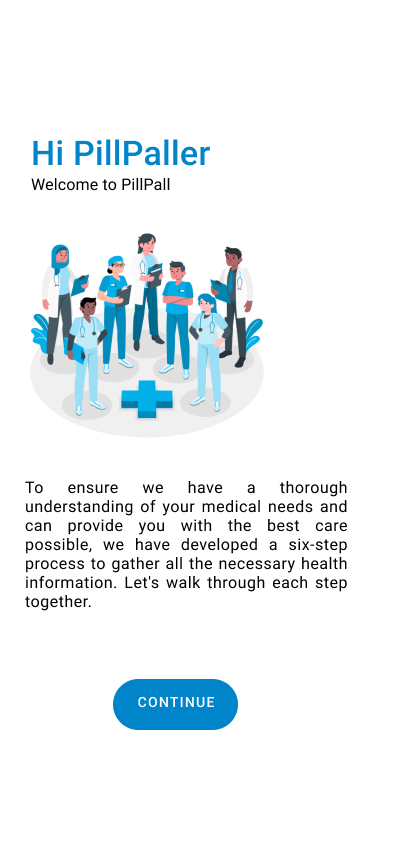 Hi PillPaller
Welcome to PillPall
To ensure we have a thorough
understanding of your medical needs and
can provide you with the best care
possible, we have developed a six-step
process to gather all the necessary health
information. Let's walk through each step
together.
CONTINUE